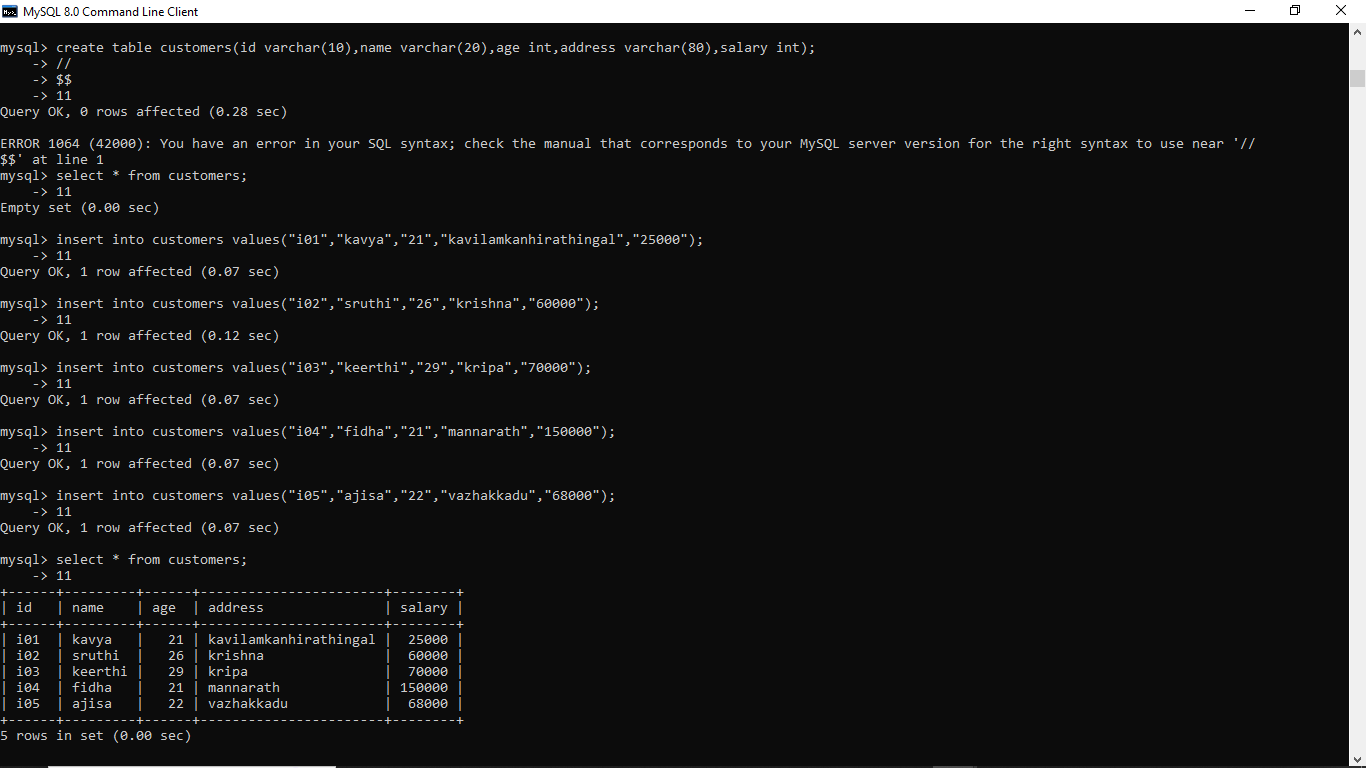 MySQL 8.0 Command Line Client
mysql> create table customers(id varchar(10),name varchar(20),age int,address varchar(80),salary int);
    -> //
    -> $$
    -> 11
Query OK, 0 rows affected (0.28 sec)

ERROR 1064 (42000): You have an error in your SQL syntax; check the manual that corresponds to your MySQL server version for the right syntax to use near '//
$$' at line 1
mysql> select * from customers;
    -> 11
Empty set (0.00 sec)

mysql> insert into customers values("i01","kavya","21","kavilamkanhirathingal","25000");
    -> 11
Query OK, 1 row affected (0.07 sec)

mysql> insert into customers values("i02","sruthi","26","krishna","60000");
    -> 11
Query OK, 1 row affected (0.12 sec)

mysql> insert into customers values("i03","keerthi","29","kripa","70000");
    -> 11
Query OK, 1 row affected (0.07 sec)

mysql> insert into customers values("i04","fidha","21","mannarath","150000");
    -> 11
Query OK, 1 row affected (0.07 sec)

mysql> insert into customers values("i05","ajisa","22","vazhakkadu","68000");
    -> 11
Query OK, 1 row affected (0.07 sec)

mysql> select * from customers;
    -> 11
+------+---------+------+-----------------------+--------+
| id   | name    | age  | address               | salary |
+------+---------+------+-----------------------+--------+
| i01  | kavya   |   21 | kavilamkanhirathingal |  25000 |
| i02  | sruthi  |   26 | krishna               |  60000 |
| i03  | keerthi |   29 | kripa                 |  70000 |
| i04  | fidha   |   21 | mannarath             | 150000 |
| i05  | ajisa   |   22 | vazhakkadu            |  68000 |
+------+---------+------+-----------------------+--------+
5 rows in set (0.00 sec)